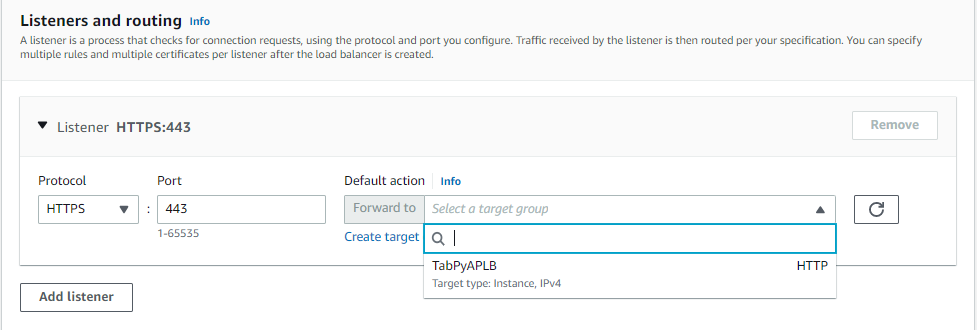 Listeners and routing Info
A listener is a process that checks for connection requests, using the protocol and port you configure. Traffic received by the listener is then routed per your specification. You can specify
multiple rules and multiple certificates per listener after the load balancer is created.
Listener HTTPS:443
Remove
Protocol Port Default action Info
HTTPS : 443 Forward to Select a target group
1-65535
Create target
TabPyAPLB HTTP
Target type: Instance, IPv4
Add listener